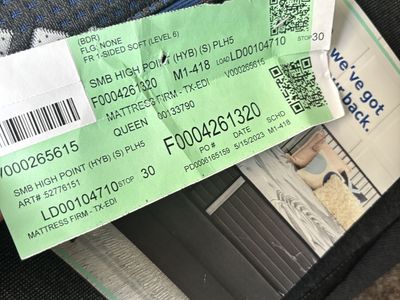 (BDR)
FLG: NONE
FR 1-SIDED SOFT (LEVEL 6)
SMB HIGH POINT (HYB) (S) PLH5
F0004261320 M1-418 LOAD LD00104710 STOP 30
MATTRESS FIRM - TX-EDI V000265615
QUEEN 00133790
F0004261320
PO # DATE SCHD
PD0006165159 5/15/2023 M1-418
V000265615
SMB HIGH POINT (HYB) (S) PLH5
ART#:52776151
LD00104710 STOP 30
MATTRESS FIRM - TX-EDI
we've got
your back.